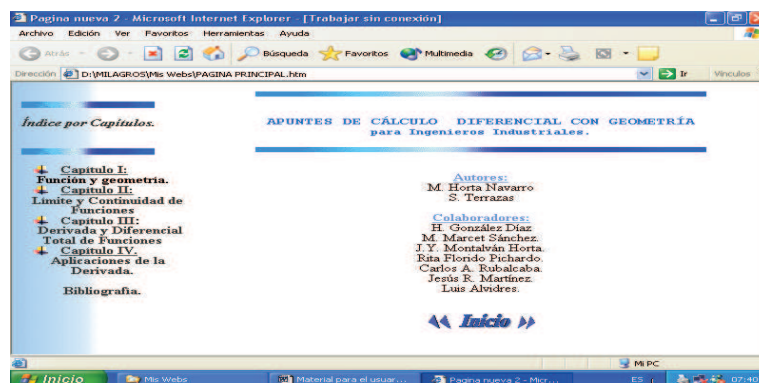 Pagina nueva 2 - Microsoft Internet Explorer - [Trabajar sin conexión]
Archivo Edición Ver Favoritos Herramientas Ayuda
Atrás Búsqueda Favoritos Multimedia
Dirección D:\MILAGROS\Mis Webs\PAGINA PRINCIPAL.htm Ir Vínculos
Índice por Capítulos.
Capítulo I:
Función y geometría.
Capítulo II:
Límite y Continuidad de
Funciones
Capítulo III:
Derivada y Diferencial
Total de Funciones
Capítulo IV.
Aplicaciones de la
Derivada.
Bibliografía.
APUNTES DE CÁLCULO DIFERENCIAL CON GEOMETRÍA
para Ingenieros Industriales.
Autores:
M. Horta Navarro
S. Terrazas
Colaboradores:
H. González Díaz
M. Marcet Sánchez.
J.Y. Montalván Horta.
Rita Florido Pichardo.
Carlos A. Rubalcaba.
Jesús R. Martínez.
Luis Alvidres.
Inicio
Mi PC
Inicio Mis Webs Material para el usuar... Pagina nueva 2 - Micr... ES 07:40